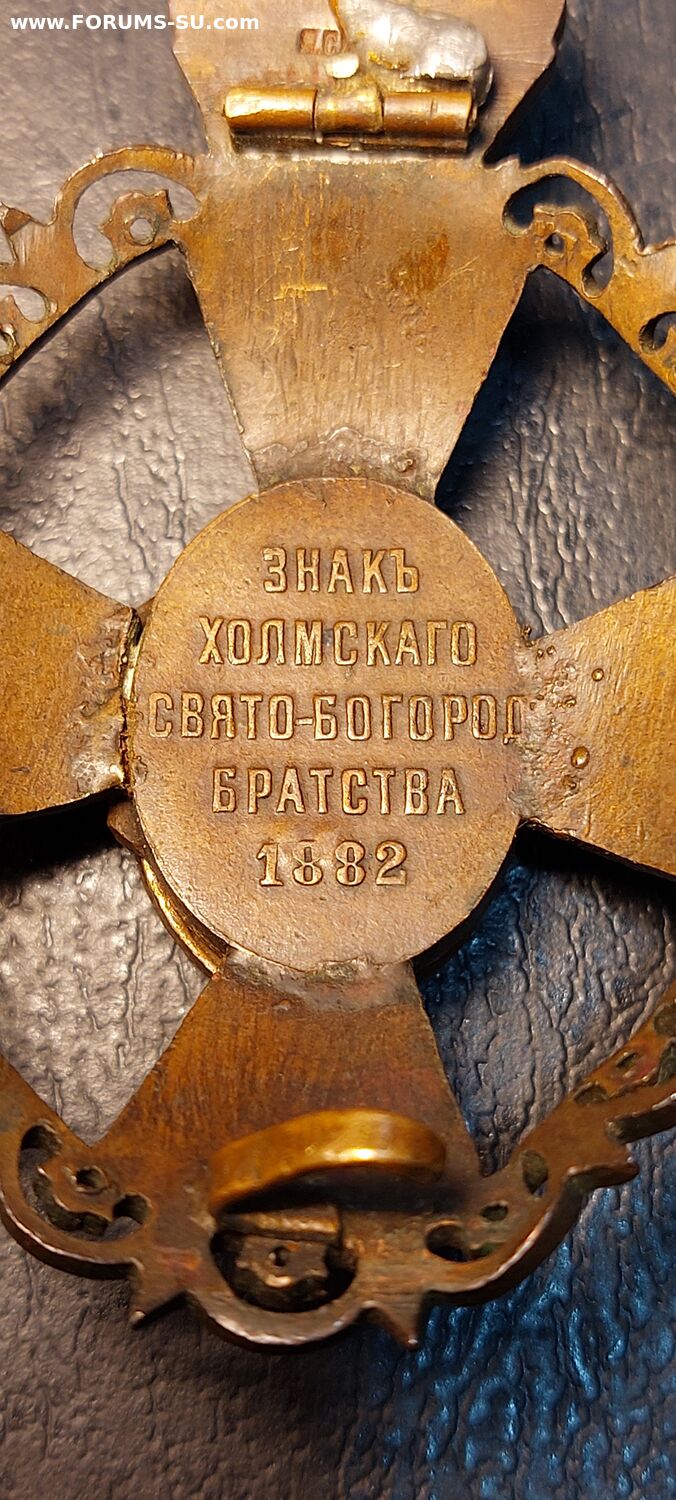 www.FORUMS-SU.com
ЗНАКЪ
ХОЛМСКАГО
СВЯТО-БОГОРОД
БРАТСТВА
1882